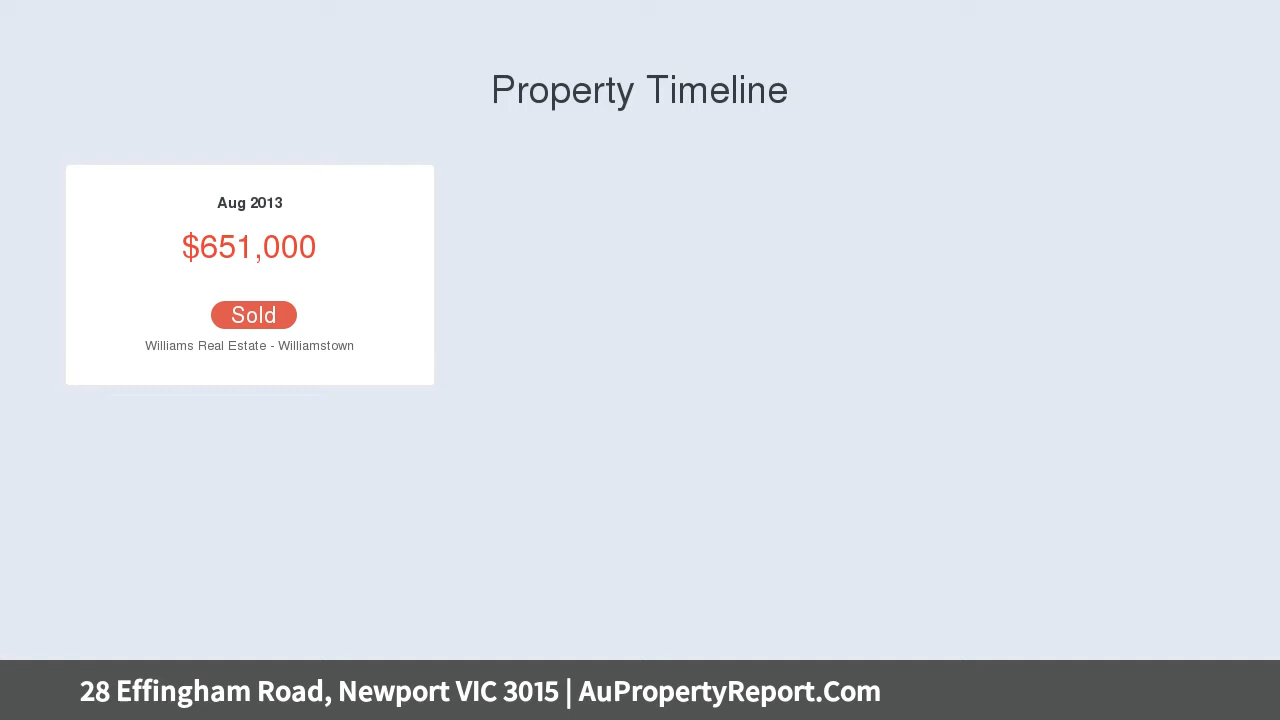 Property Timeline
Aug 2013
$651,000
Sold
Williams Real Estate - Williamstown
28 Effingham Road, Newport VIC 3015 | AuPropertyReport.Com